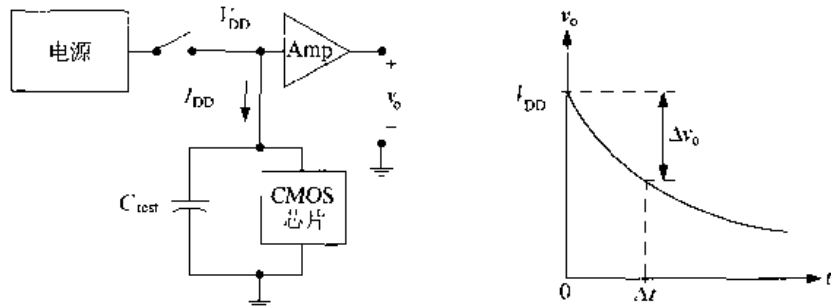 电源
V_DD
Amp
I_DD
+
v_o
−
C_test
CMOS
芯片
v_o
I_DD
Δv_o
0
Δt
t